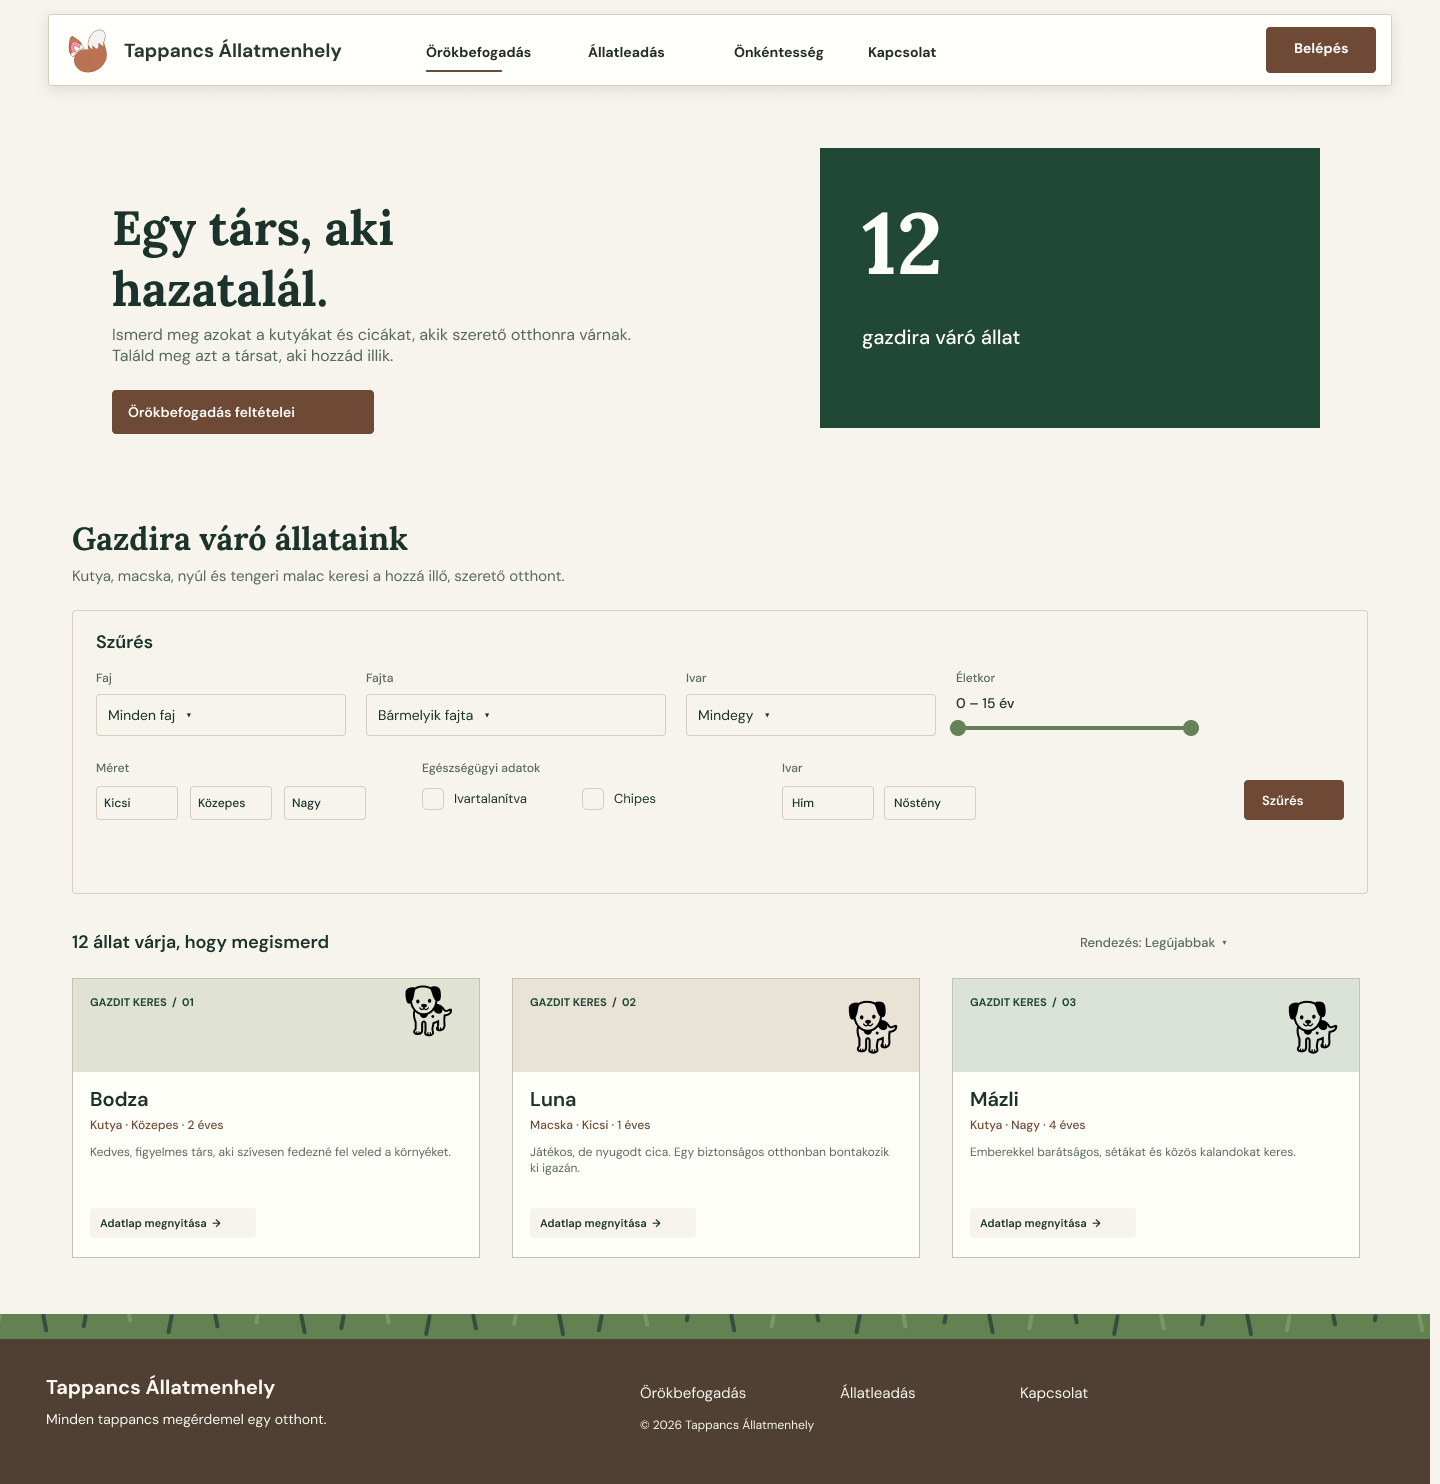 Tappancs Állatmenhely
Örökbefogadás
Állatleadás
Önkéntesség
Kapcsolat
Belépés
Egy társ, aki
hazatalál.
Ismerd meg azokat a kutyákat és cicákat, akik szerető otthonra várnak.
Találd meg azt a társat, aki hozzád illik.
Örökbefogadás feltételei
12
gazdira váró állat
Gazdira váró állataink
Kutya, macska, nyúl és tengeri malac keresi a hozzá illő, szerető otthont.
Szűrés
Faj
Fajta
Ivar
Életkor
Minden faj ▾
Bármelyik fajta ▾
Mindegy ▾
0 – 15 év
Méret
Egészségügyi adatok
Ivar
Kicsi
Közepes
Nagy
Ivartalanítva
Chipes
Hím
Nőstény
Szűrés
12 állat várja, hogy megismerd
Rendezés: Legújabbak ▾
GAZDIT KERES / 01
Bodza
Kutya · Közepes · 2 éves
Kedves, figyelmes társ, aki szívesen fedezné fel veled a környéket.
Adatlap megnyitása →
GAZDIT KERES / 02
Luna
Macska · Kicsi · 1 éves
Játékos, de nyugodt cica. Egy biztonságos otthonban bontakozik
ki igazán.
Adatlap megnyitása →
GAZDIT KERES / 03
Mázli
Kutya · Nagy · 4 éves
Emberekkel barátságos, sétákat és közös kalandokat keres.
Adatlap megnyitása →
Tappancs Állatmenhely
Minden tappancs megérdemel egy otthont.
Örökbefogadás
Állatleadás
Kapcsolat
© 2026 Tappancs Állatmenhely